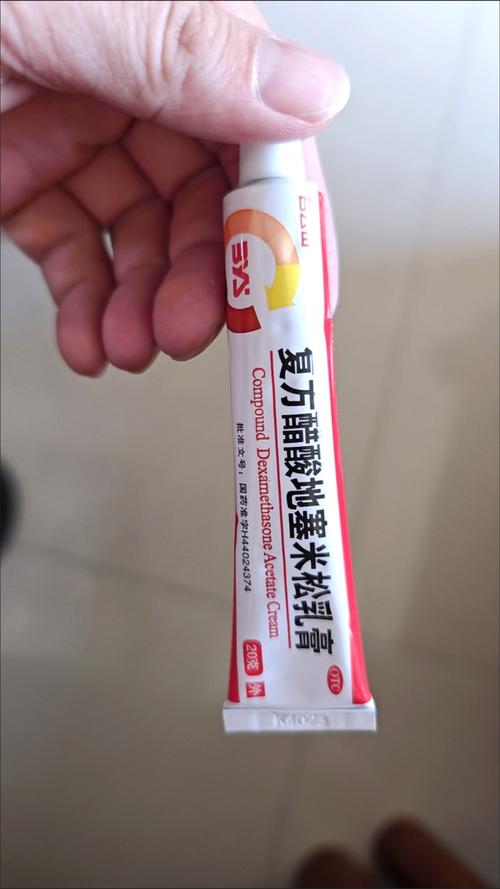 复方醋酸地塞米松乳膏
Compound Dexamethasone Acetate Cream
批准文号：国药准字H44024374
20克
外
OTC
K4023